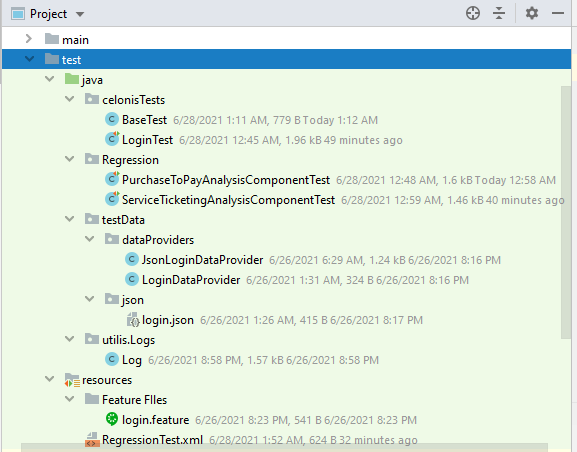 Project
main
test
java
celonisTests
BaseTest 6/28/2021 1:11 AM, 779 B Today 1:12 AM
LoginTest 6/28/2021 12:45 AM, 1.96 kB 49 minutes ago
Regression
PurchaseToPayAnalysisComponentTest 6/28/2021 12:48 AM, 1.6 kB Today 12:58 AM
ServiceTicketingAnalysisComponentTest 6/28/2021 12:59 AM, 1.46 kB 40 minutes ago
testData
dataProviders
JsonLoginDataProvider 6/26/2021 6:29 AM, 1.24 kB 6/26/2021 8:16 PM
LoginDataProvider 6/26/2021 1:31 AM, 324 B 6/26/2021 8:16 PM
json
login.json 6/26/2021 1:26 AM, 415 B 6/26/2021 8:17 PM
utilis.Logs
Log 6/26/2021 8:58 PM, 1.57 kB 6/26/2021 8:58 PM
resources
Feature FIles
login.feature 6/26/2021 8:23 PM, 541 B 6/26/2021 8:23 PM
RegressionTest.xml 6/28/2021 1:52 AM, 624 B 32 minutes ago